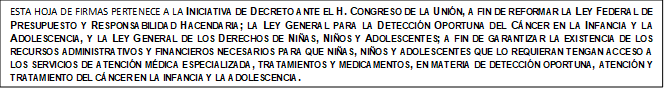 ESTA HOJA DE FIRMAS PERTENECE A LA INICIATIVA DE DECRETO ANTE EL H. CONGRESO DE LA UNIÓN, A FIN DE REFORMAR LA LEY FEDERAL DE
PRESUPUESTO Y RESPONSABILIDAD HACENDARIA; LA LEY GENERAL PARA LA DETECCIÓN OPORTUNA DEL CÁNCER EN LA INFANCIA Y LA
ADOLESCENCIA, Y LA LEY GENERAL DE LOS DERECHOS DE NIÑAS, NIÑOS Y ADOLESCENTES; A FIN DE GARANTIZAR LA EXISTENCIA DE LOS
RECURSOS ADMINISTRATIVOS Y FINANCIEROS NECESARIOS PARA QUE NIÑAS, NIÑOS Y ADOLESCENTES QUE LO REQUIERAN TENGAN ACCESO A
LOS SERVICIOS DE ATENCIÓN MÉDICA ESPECIALIZADA, TRATAMIENTOS Y MEDICAMENTOS, EN MATERIA DE DETECCIÓN OPORTUNA, ATENCIÓN Y
TRATAMIENTO DEL CÁNCER EN LA INFANCIA Y LA ADOLESCENCIA.